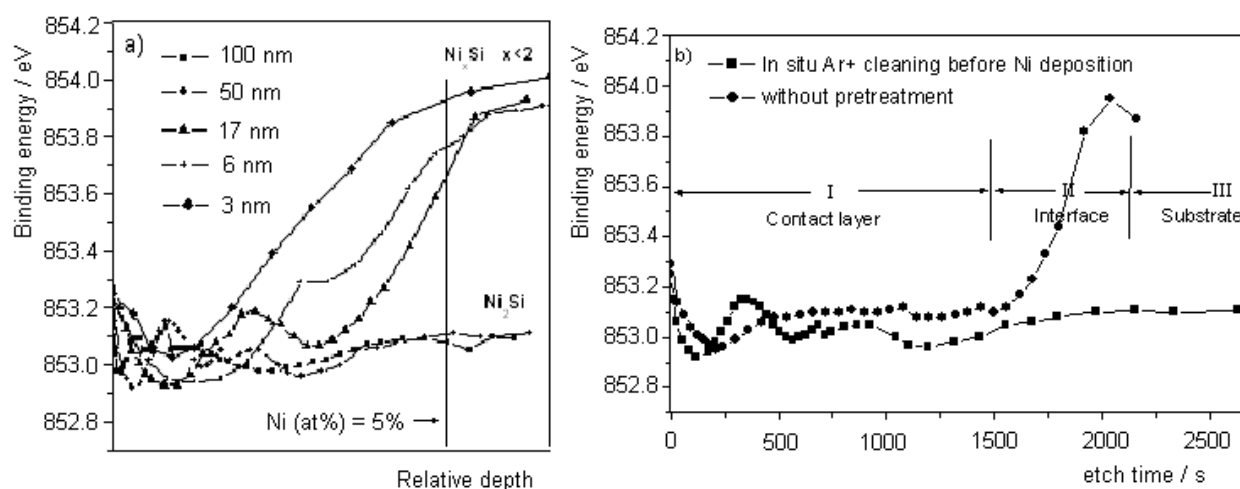 a)
854.2
854.0
853.8
853.6
853.4
853.2
853.0
852.8
Binding energy / eV
100 nm
50 nm
17 nm
6 nm
3 nm
NixSi x<2
Ni2Si
Ni (at%) = 5%
Relative depth
b)
854.2
854.0
853.8
853.6
853.4
853.2
853.0
852.8
Binding energy / eV
In situ Ar+ cleaning before Ni deposition
without pretreatment
I
II
III
Contact layer
Interface
Substrate
0
500
1000
1500
2000
2500
etch time / s